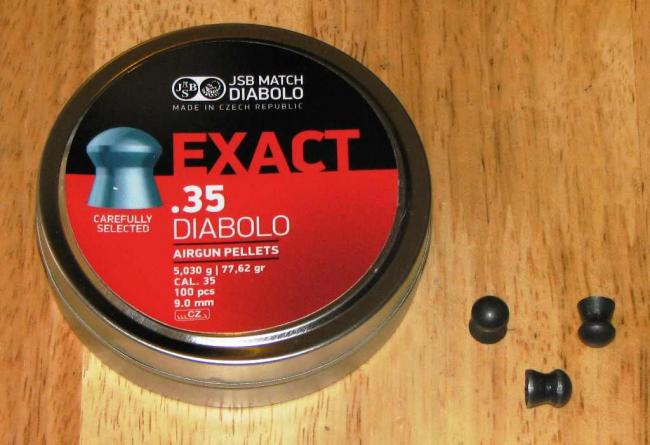 JSB
JSB MATCH
DIABOLO
MADE IN CZECH REPUBLIC
EXACT
.35
DIABOLO
CAREFULLY
SELECTED
AIRGUN PELLETS
5,030 g | 77,62 gr
CAL. 35
100 pcs
9.0 mm
CZ